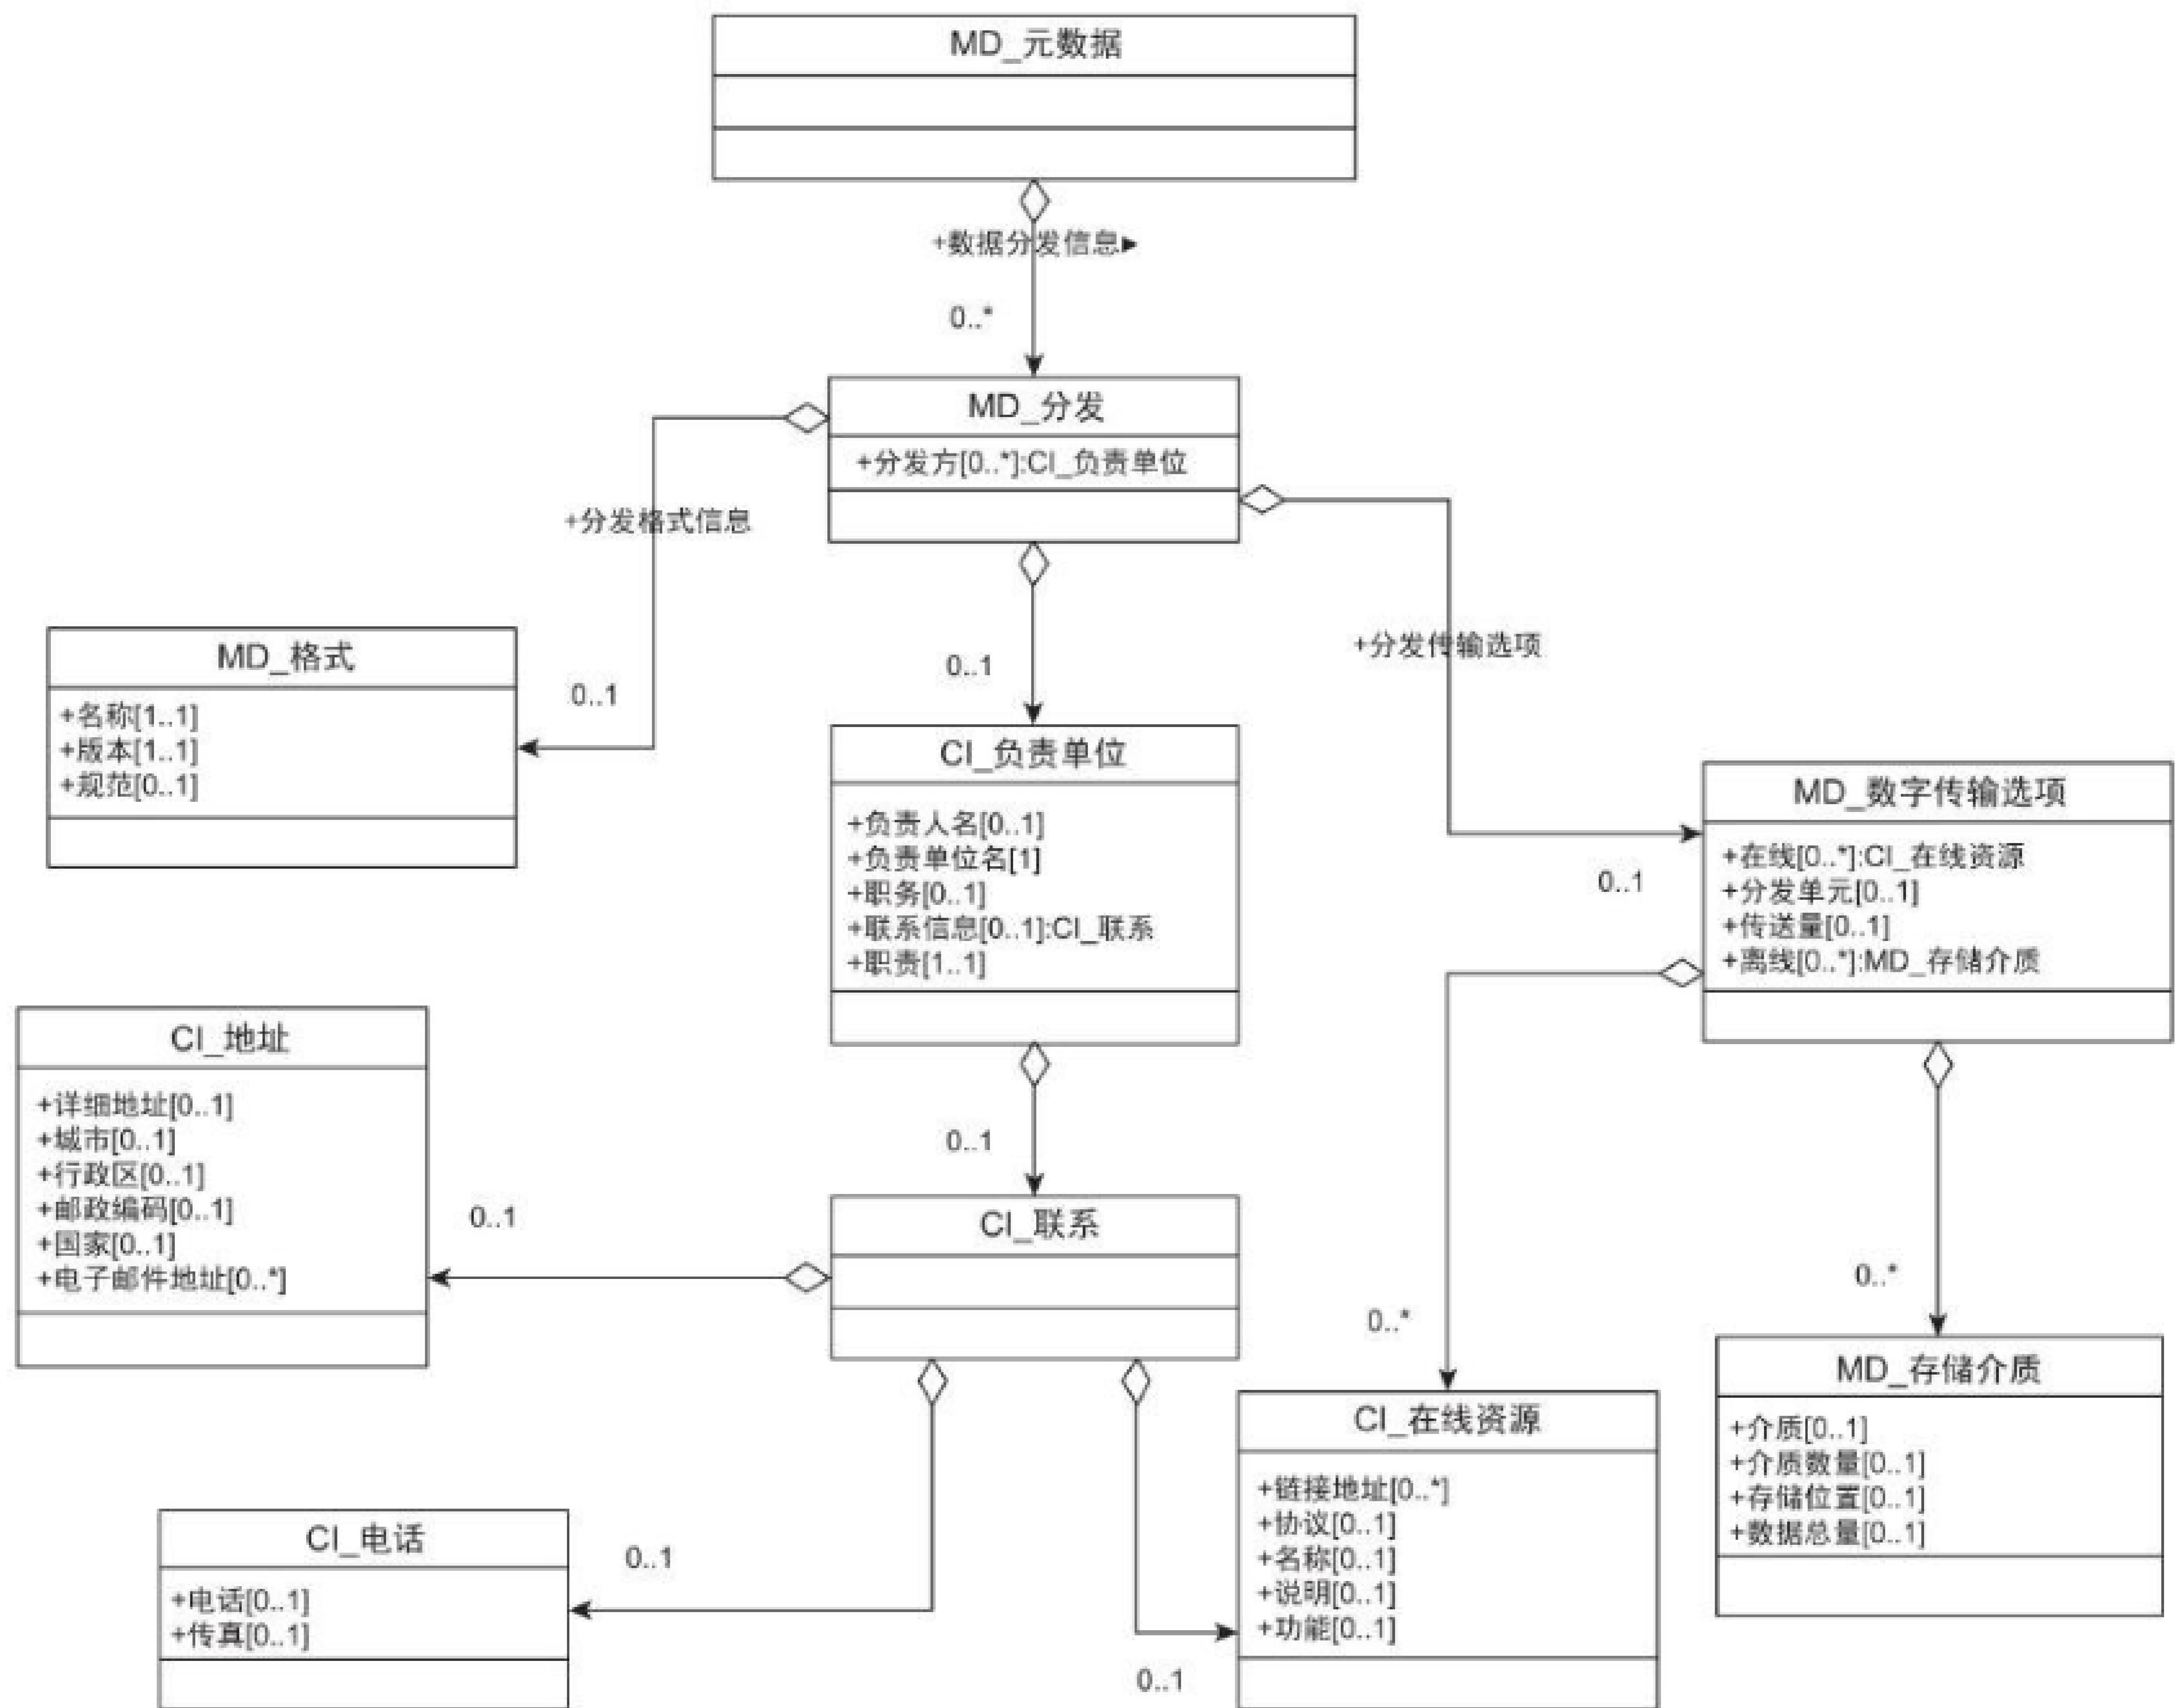 MD_元数据
+数据分发信息▶
0..*
MD_分发
+分发方[0..*]:CI_负责单位
+分发格式信息
0..1
MD_格式
+名称[1..1]
+版本[1..1]
+规范[0..1]
0..1
CI_负责单位
+负责人名[0..1]
+负责单位名[1]
+职务[0..1]
+联系信息[0..1]:CI_联系
+职责[1..1]
+分发传输选项
0..1
MD_数字传输选项
+在线[0..*]:CI_在线资源
+分发单元[0..1]
+传送量[0..1]
+离线[0..*]:MD_存储介质
CI_地址
+详细地址[0..1]
+城市[0..1]
+行政区[0..1]
+邮政编码[0..1]
+国家[0..1]
+电子邮件地址[0..*]
0..1
0..1
CI_联系
0..*
0..*
CI_电话
+电话[0..1]
+传真[0..1]
0..1
0..1
CI_在线资源
+链接地址[0..*]
+协议[0..1]
+名称[0..1]
+说明[0..1]
+功能[0..1]
MD_存储介质
+介质[0..1]
+介质数量[0..1]
+存储位置[0..1]
+数据总量[0..1]